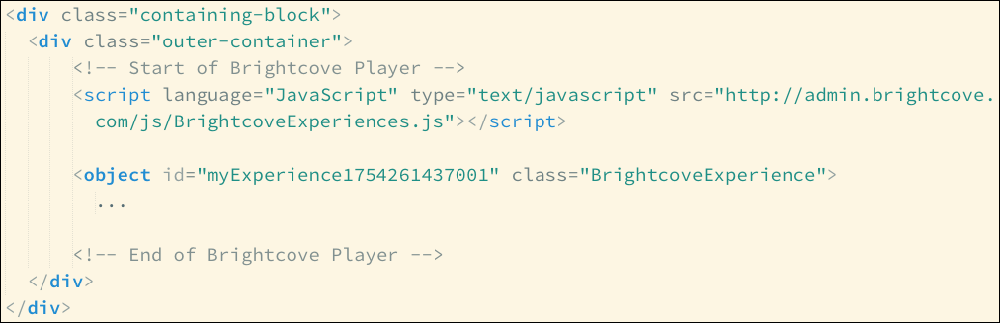 <div class="containing-block">
<div class="outer-container">
<!-- Start of Brightcove Player -->
<script language="JavaScript" type="text/javascript" src="http://admin.brightcove.
com/js/BrightcoveExperiences.js"></script>
<object id="myExperience1754261437001" class="BrightcoveExperience">
...
<!-- End of Brightcove Player -->
</div>
</div>